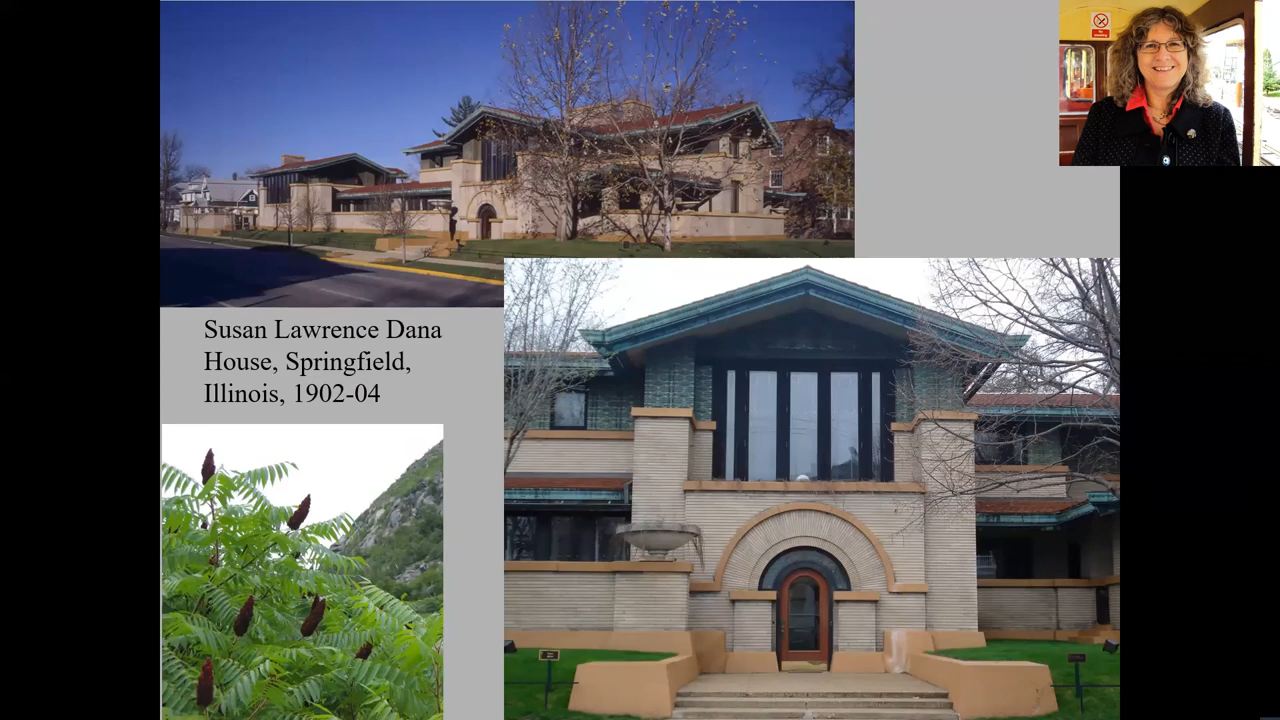 Susan Lawrence Dana
House, Springfield,
Illinois, 1902-04